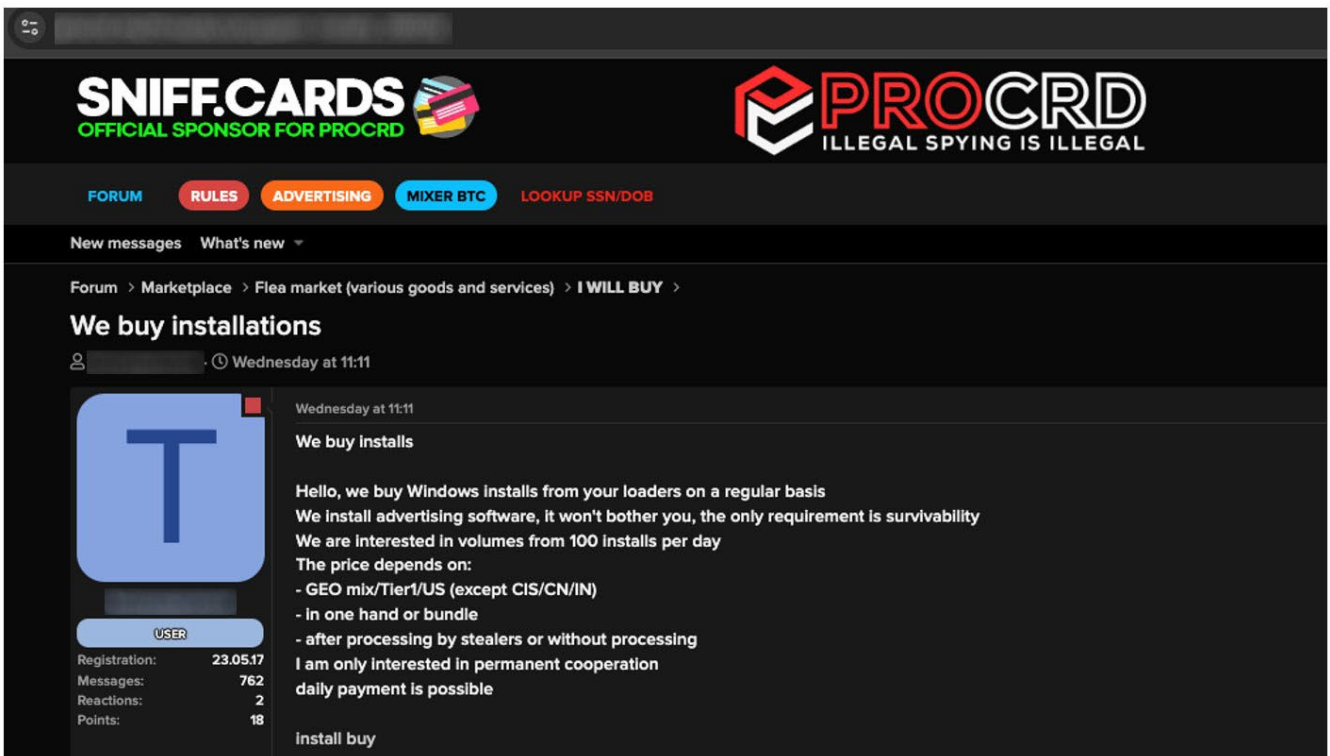 SNIFF.CARDS
OFFICIAL SPONSOR FOR PROCRD
PROCRD
ILLEGAL SPYING IS ILLEGAL
FORUM RULES ADVERTISING MIXER BTC LOOKUP SSN/DOB
New messages What's new
Forum > Marketplace > Flea market (various goods and services) > I WILL BUY >
We buy installations
Wednesday at 11:11
T
USER
Registration: 23.05.17
Messages: 762
Reactions: 2
Points: 18
Wednesday at 11:11
We buy installs
Hello, we buy Windows installs from your loaders on a regular basis
We install advertising software, it won't bother you, the only requirement is survivability
We are interested in volumes from 100 installs per day
The price depends on:
- GEO mix/Tier1/US (except CIS/CN/IN)
- in one hand or bundle
- after processing by stealers or without processing
I am only interested in permanent cooperation
daily payment is possible
install buy